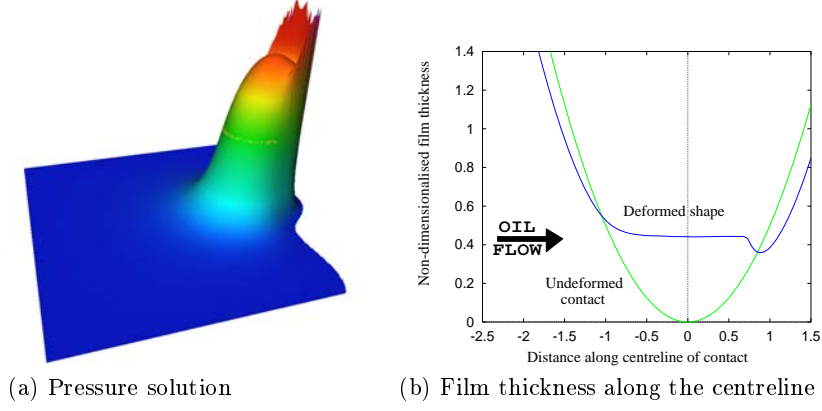 1.4
1.2
1
0.8
0.6
0.4
0.2
0
-2.5 -2 -1.5 -1 -0.5 0 0.5 1 1.5
Non-dimensionalised film thickness
Distance along centreline of contact
Deformed shape
OIL
FLOW
Undeformed
contact
(a) Pressure solution
(b) Film thickness along the centreline